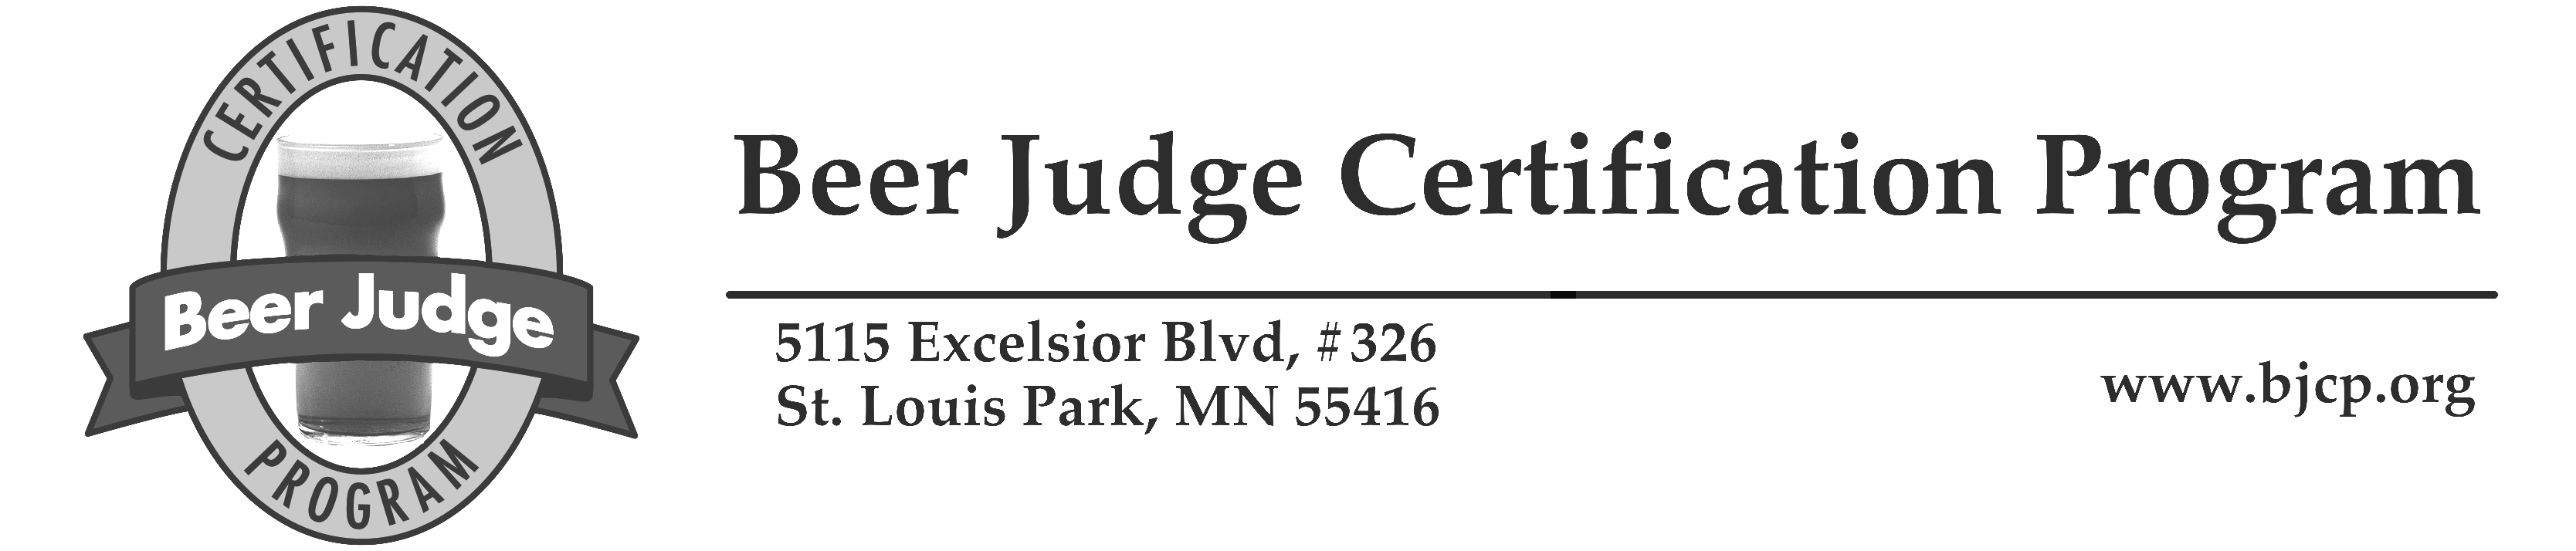 CERTIFICATION
Beer Judge
PROGRAM
Beer Judge Certification Program
5115 Excelsior Blvd, #326
St. Louis Park, MN 55416
www.bjcp.org